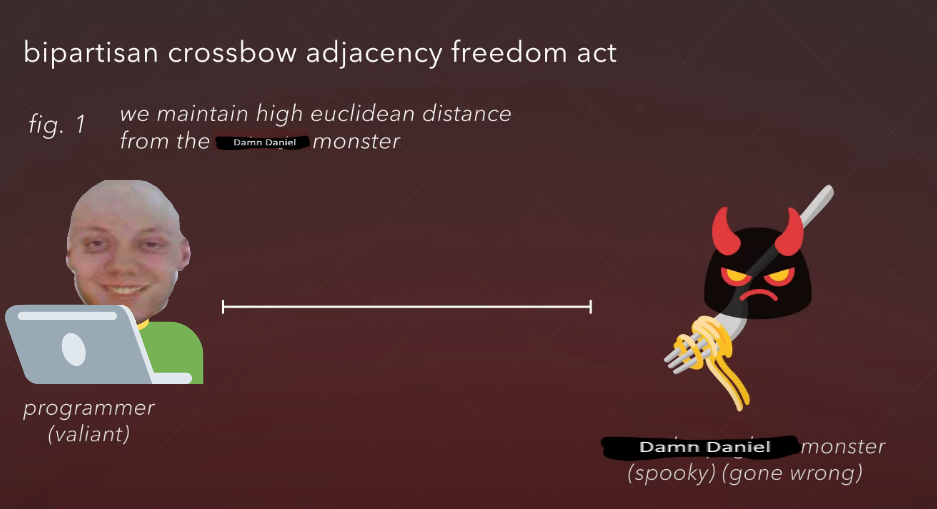 bipartisan crossbow adjacency freedom act
fig. 1
we maintain high euclidean distance
from the Damn Daniel monster
programmer
(valiant)
Damn Daniel monster
(spooky) (gone wrong)